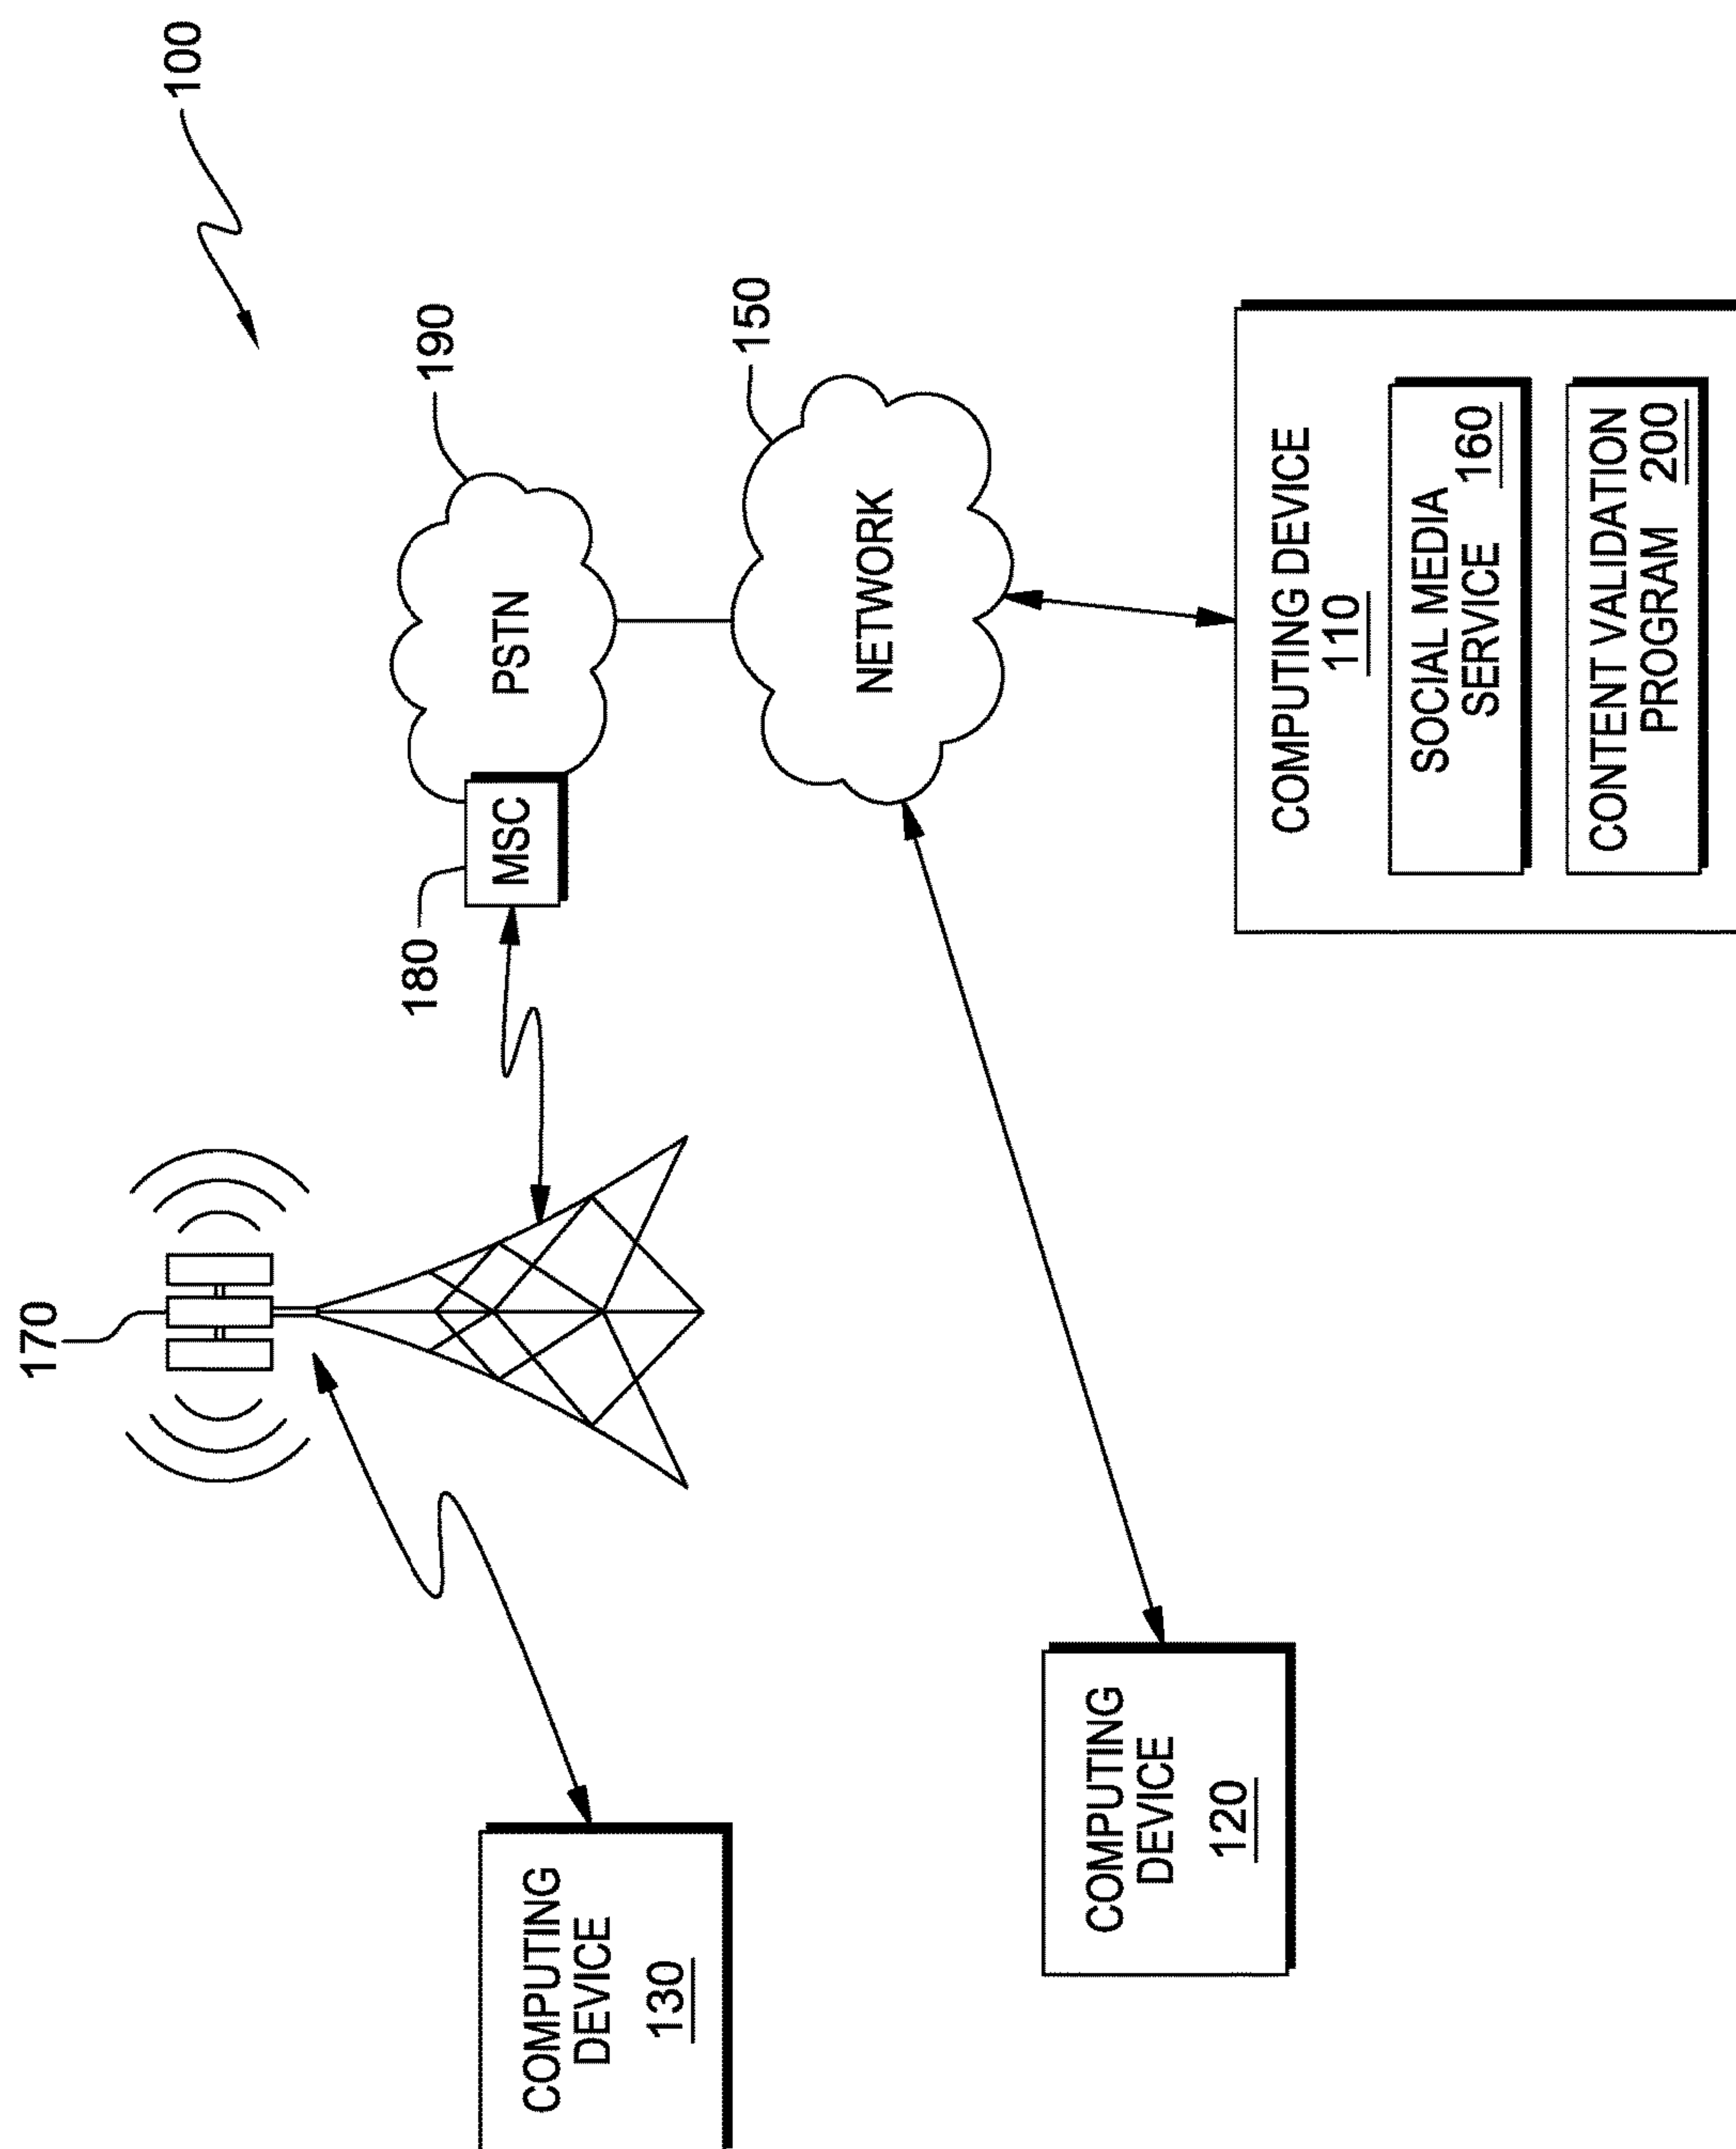 100
170
190
180
MSC
PSTN
150
NETWORK
COMPUTING
DEVICE
130
COMPUTING
DEVICE
120
COMPUTING DEVICE
110
SOCIAL MEDIA
SERVICE 160
CONTENT VALIDATION
PROGRAM 200